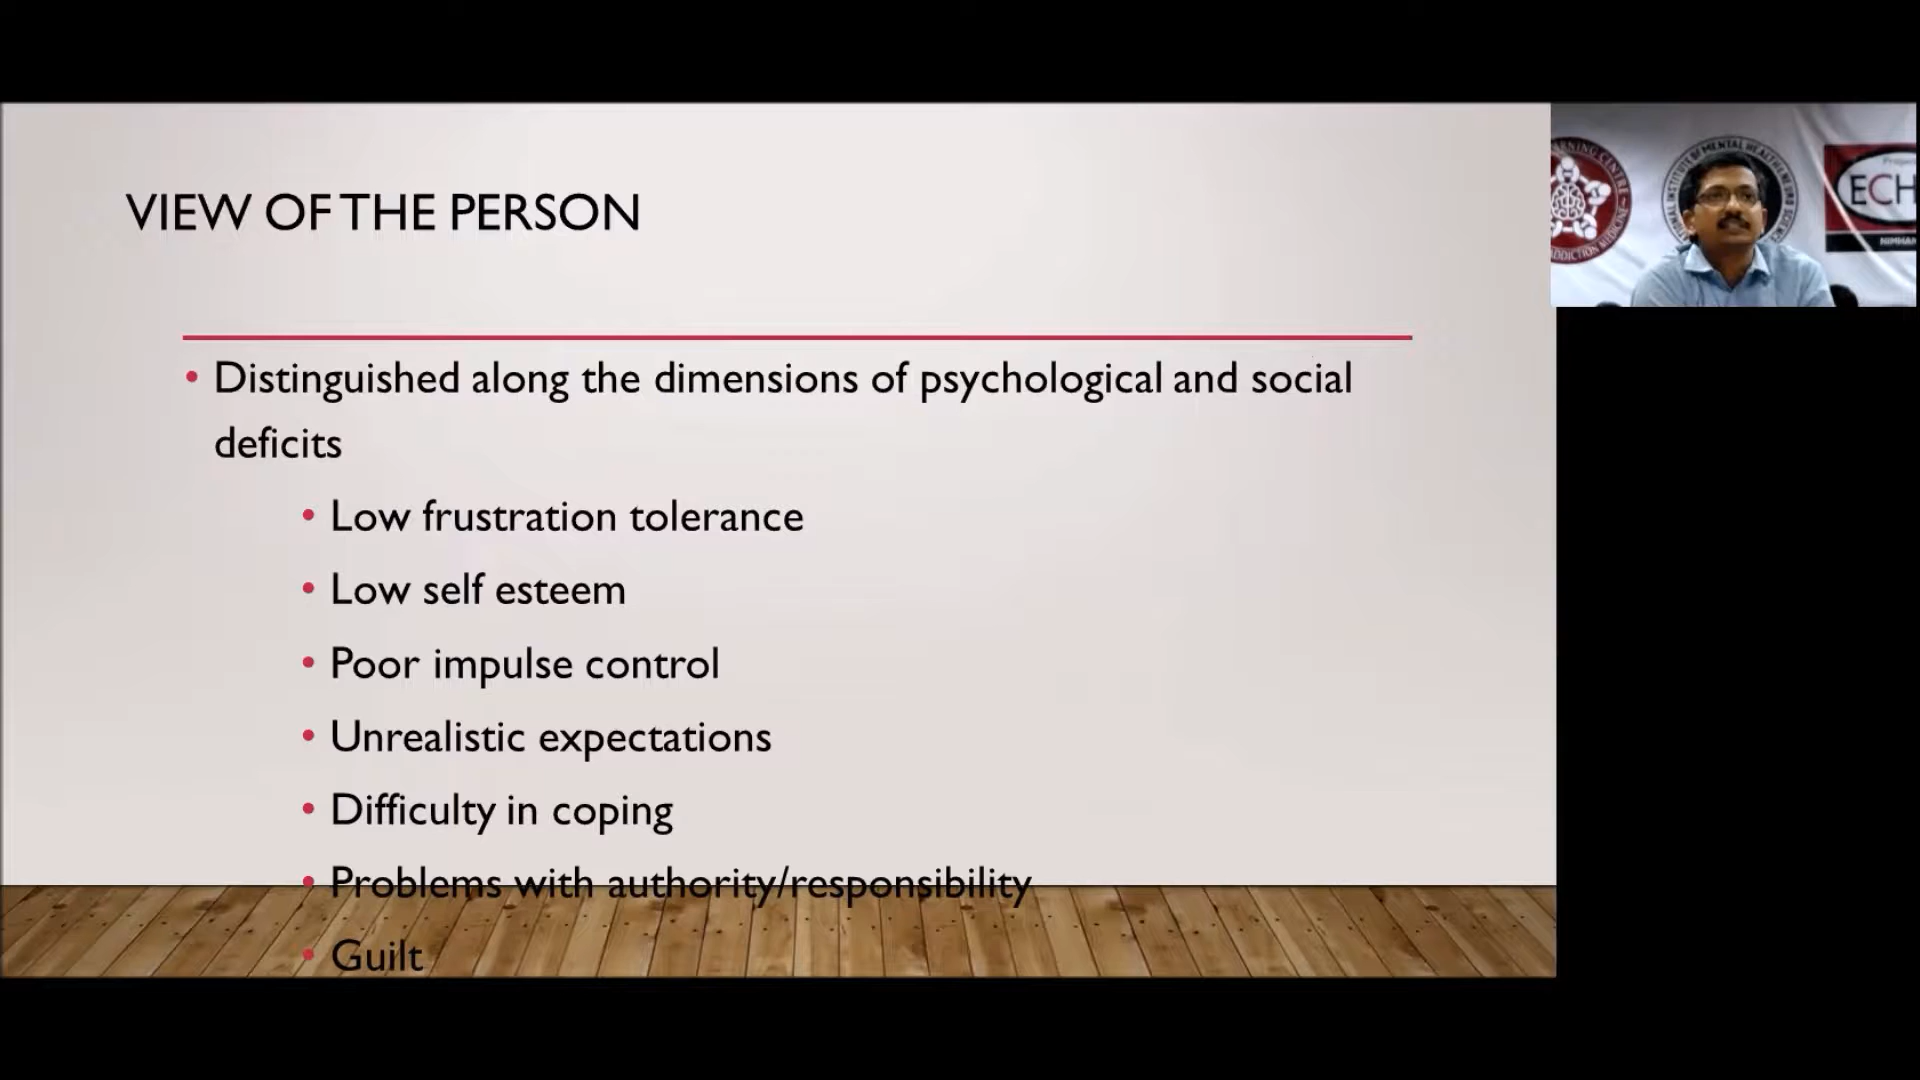 VIEW OF THE PERSON
• Distinguished along the dimensions of psychological and social
deficits
• Low frustration tolerance
• Low self esteem
• Poor impulse control
• Unrealistic expectations
• Difficulty in coping
• Problems with authority/responsibility
• Guilt
ECH